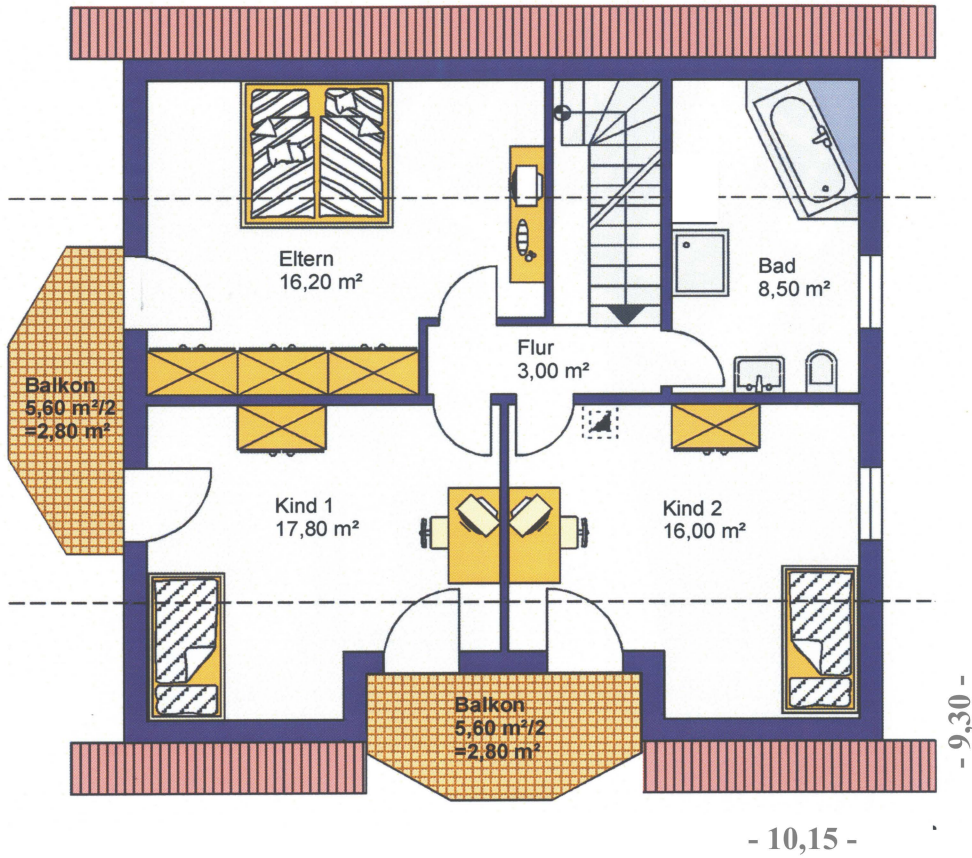 Eltern
16,20 m²
Bad
8,50 m²
Flur
3,00 m²
Balkon
5,60 m²/2
=2,80 m²
Kind 1
17,80 m²
Kind 2
16,00 m²
Balkon
5,60 m²/2
=2,80 m²
- 9,30 -
- 10,15 -